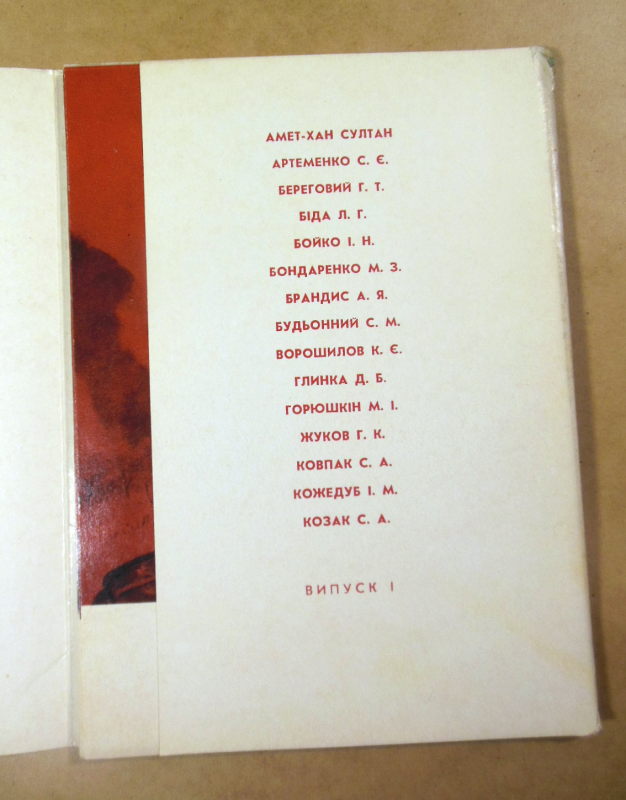 АМЕТ-ХАН СУЛТАН
АРТЕМЕНКО С. Є.
БЕРЕГОВИЙ Г. Т.
БІДА Л. Г.
БОЙКО І. Н.
БОНДАРЕНКО М. З.
БРАНДИС А. Я.
БУДЬОННИЙ С. М.
ВОРОШИЛОВ К. Є.
ГЛИНКА Д. Б.
ГОРЮШКІН М. І.
ЖУКОВ Г. К.
КОВПАК С. А.
КОЖЕДУБ І. М.
КОЗАК С. А.
ВИПУСК І